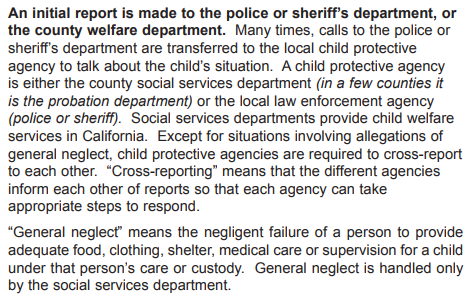 An initial report is made to the police or sheriff's department, or
the county welfare department.  Many times, calls to the police or
sheriff's department are transferred to the local child protective
agency to talk about the child's situation.  A child protective agency
is either the county social services department (in a few counties it
is the probation department) or the local law enforcement agency
(police or sheriff).  Social services departments provide child welfare
services in California.  Except for situations involving allegations of
general neglect, child protective agencies are required to cross-report
to each other.  “Cross-reporting” means that the different agencies
inform each other of reports so that each agency can take
appropriate steps to respond.
“General neglect” means the negligent failure of a person to provide
adequate food, clothing, shelter, medical care or supervision for a child
under that person's care or custody.  General neglect is handled only
by the social services department.